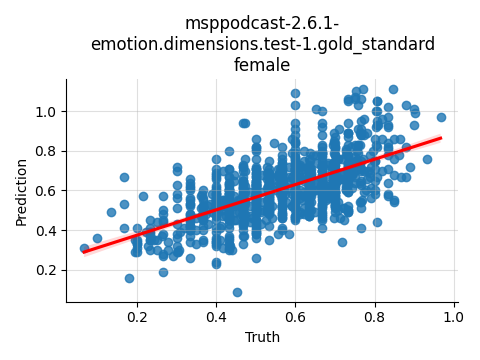 msppodcast-2.6.1-
emotion.dimensions.test-1.gold_standard
female
1.0
0.8
0.6
0.4
0.2
Prediction
0.2 0.4 0.6 0.8 1.0
Truth